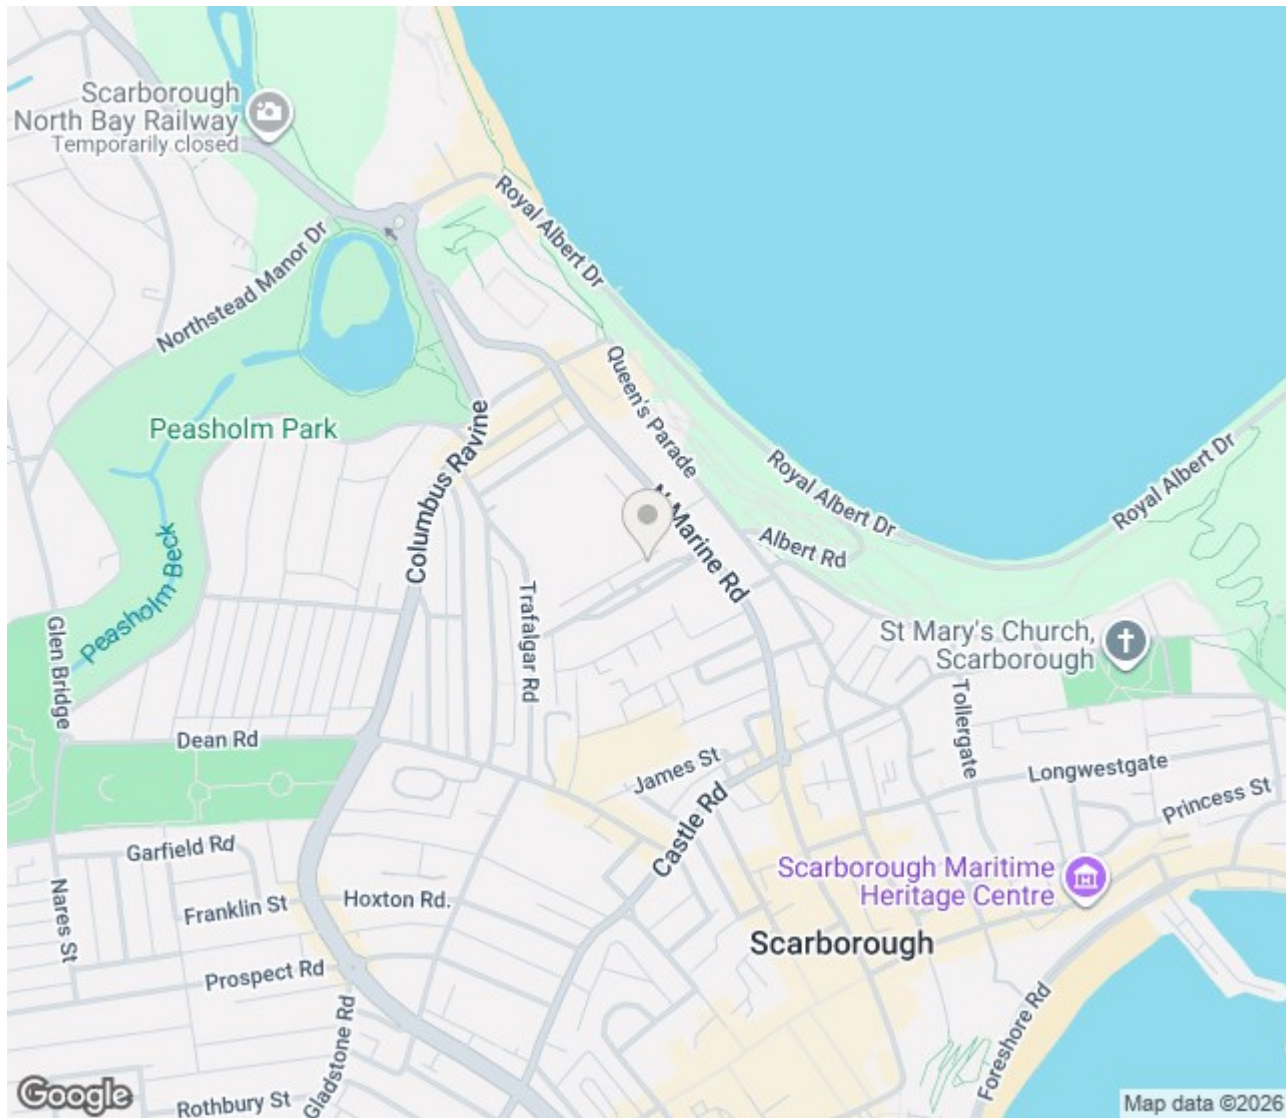 Scarborough
North Bay Railway
Temporarily closed
Royal Albert Dr
Northstead Manor Dr
Queen's Parade
Peasholm Park
Columbus Ravine
N Marine Rd
Royal Albert Dr
Royal Albert Dr
Albert Rd
Peasholm Beck
Trafalgar Rd
Glen Bridge
St Mary's Church,
Scarborough
Tollergate
Dean Rd
James St
Longwestgate
Princess St
Castle Rd
Garfield Rd
Scarborough Maritime
Heritage Centre
Nares St
Franklin St
Hoxton Rd.
Scarborough
Prospect Rd
Gladstone Rd
Foreshore Rd
Rothbury St
Google
Map data ©2026